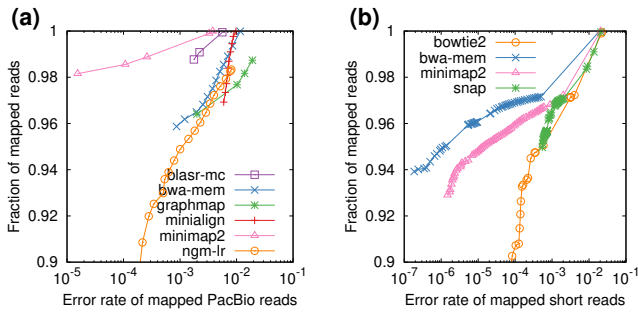 (a)
Fraction of mapped reads
1
0.98
0.96
0.94
0.92
0.9
blasr-mc
bwa-mem
graphmap
minialign
minimap2
ngm-lr
10^-5 10^-4 10^-3 10^-2 10^-1
Error rate of mapped PacBio reads
(b)
Fraction of mapped reads
1
0.98
0.96
0.94
0.92
0.9
bowtie2
bwa-mem
minimap2
snap
10^-7 10^-6 10^-5 10^-4 10^-3 10^-2 10^-1
Error rate of mapped short reads